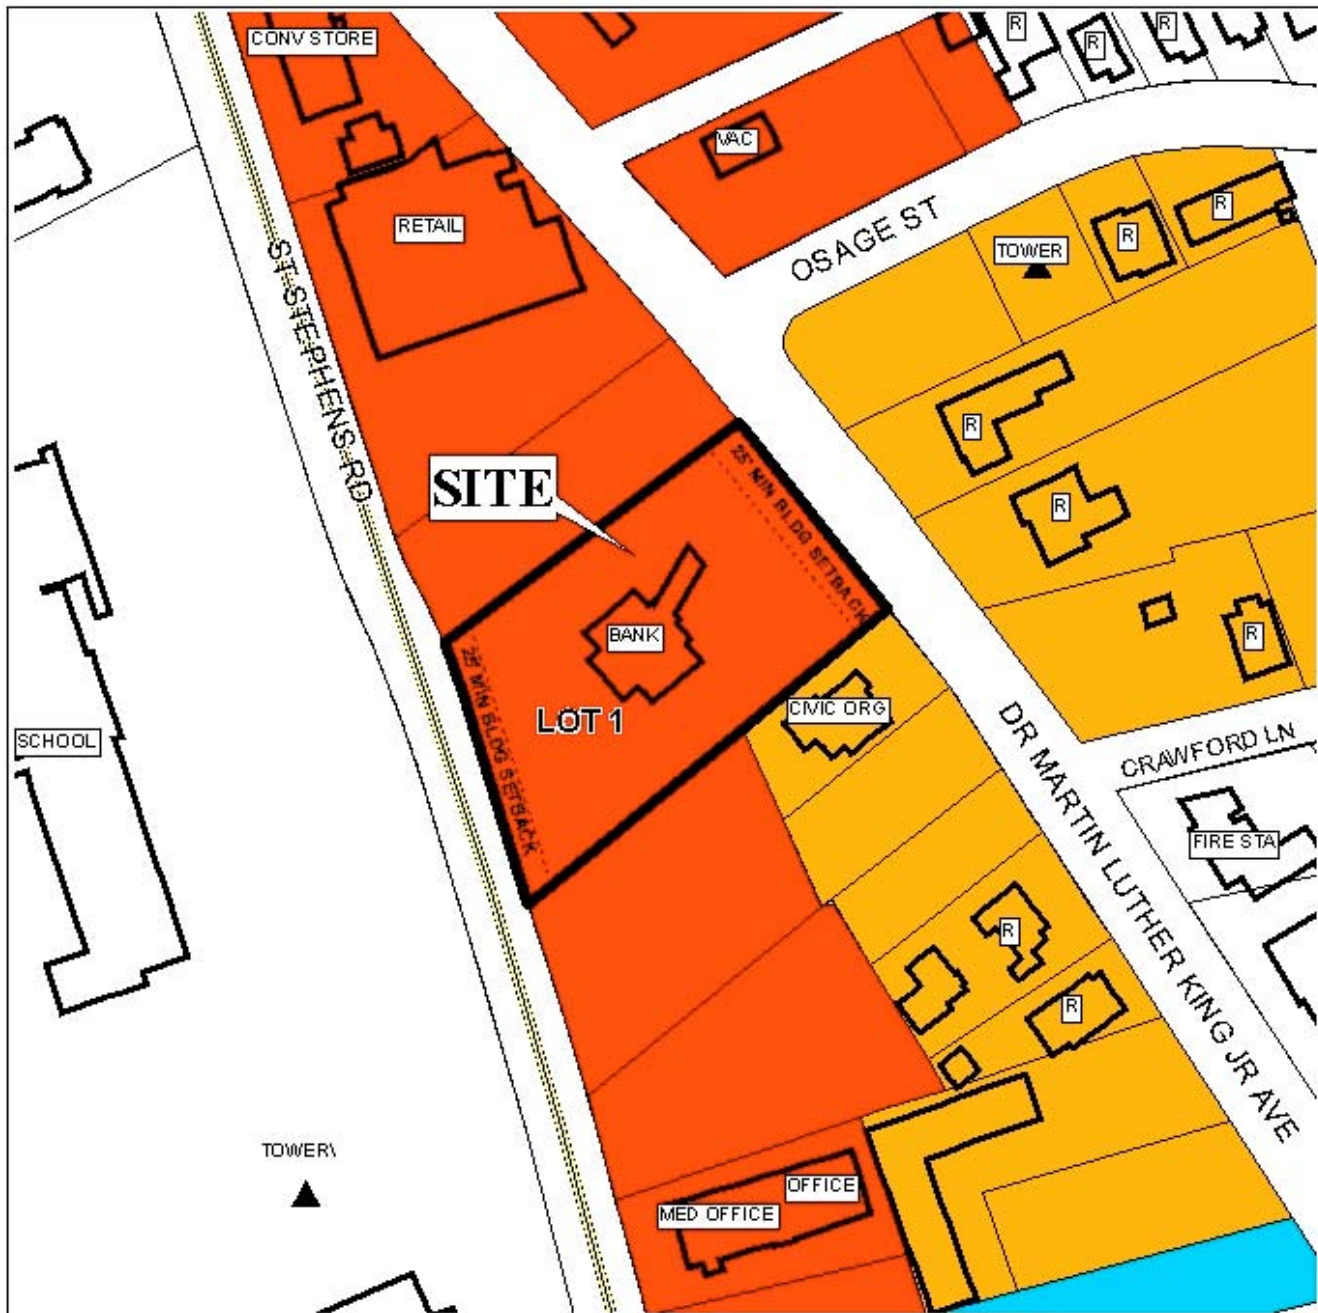 CONV STORE
R
R
R
VAC
RETAIL
OSAGE ST
R
R
TOWER
ST STEPHENS RD
R
SITE
25' MIN BLDG SETBACK
R
BANK
R
25' MIN BLDG SETBACK
LOT 1
CIVIC ORG
SCHOOL
DR MARTIN LUTHER KING JR AVE
CRAWFORD LN
FIRE STA
R
R
TOWER\
OFFICE
MED OFFICE